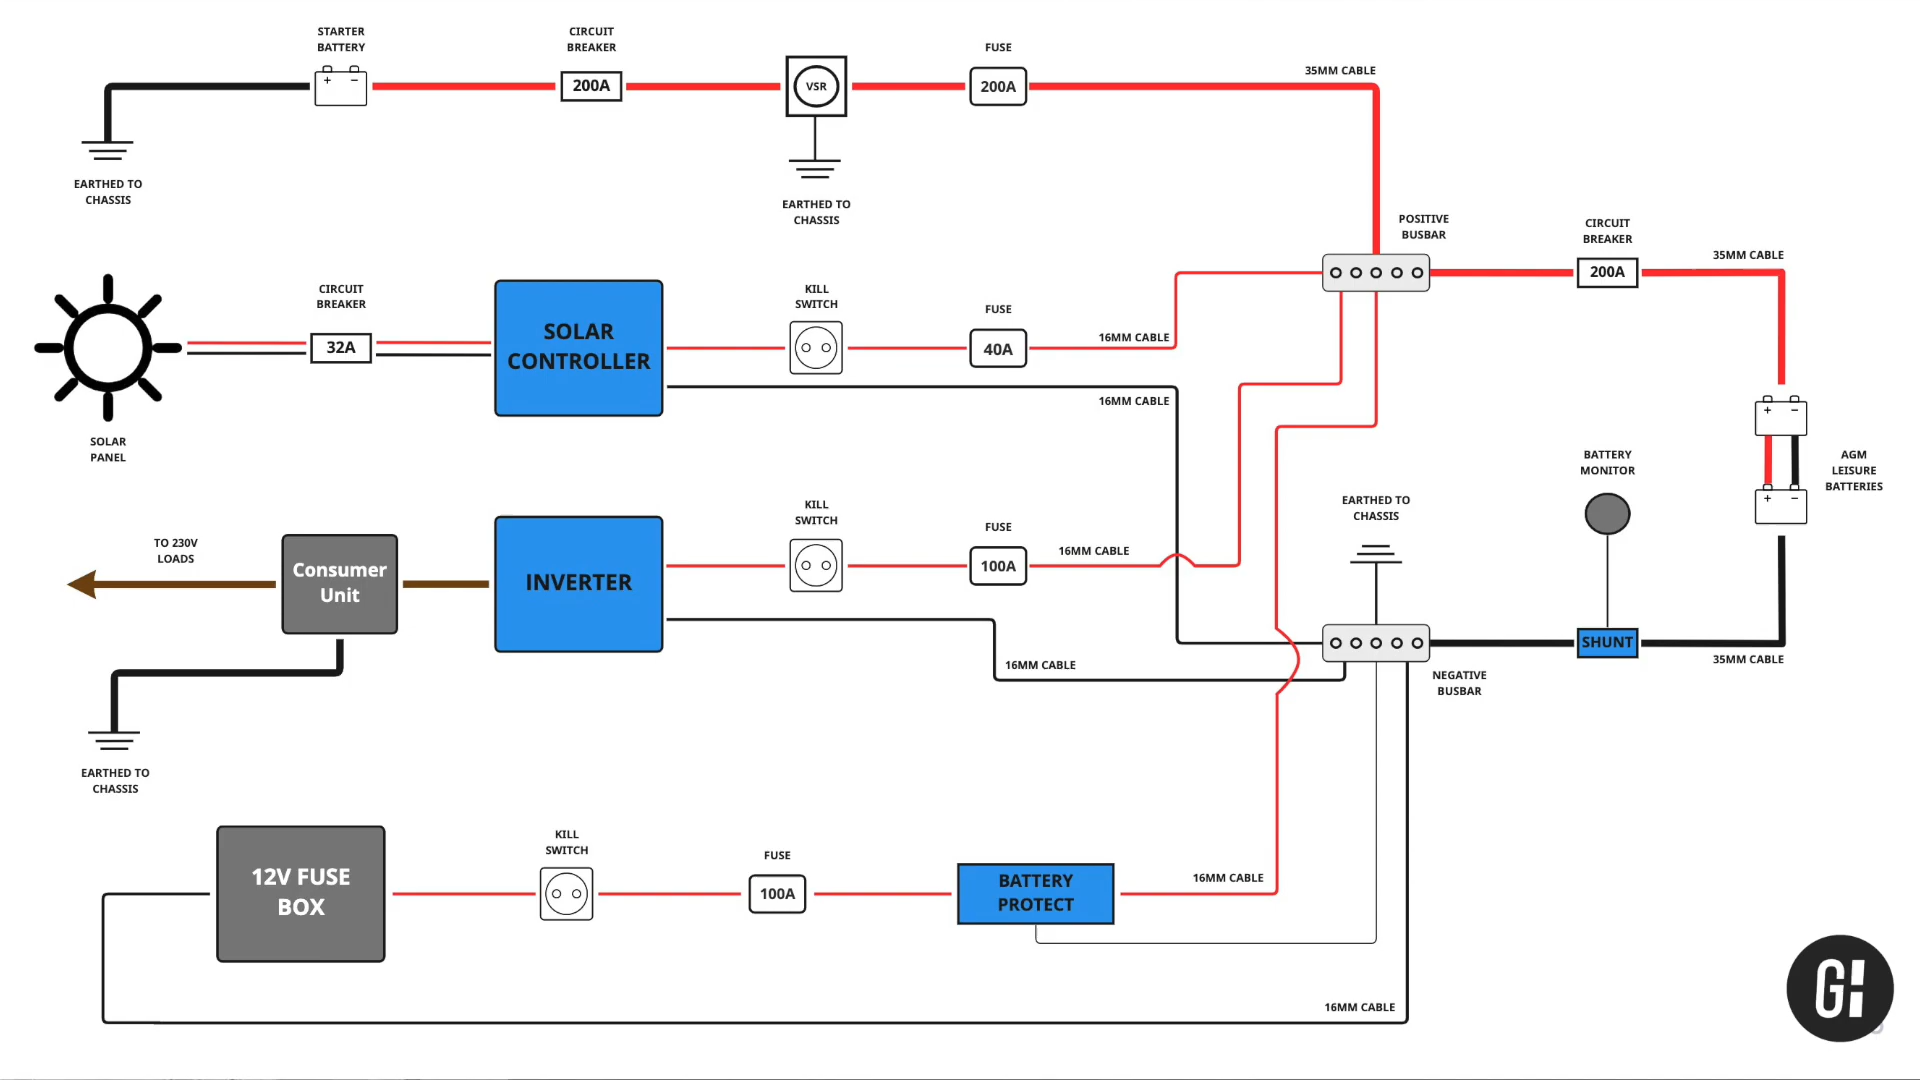 STARTER
BATTERY
+ -
CIRCUIT
BREAKER
200A
VSR
FUSE
200A
35MM CABLE
EARTHED TO
CHASSIS
EARTHED TO
CHASSIS
POSITIVE
BUSBAR
CIRCUIT
BREAKER
200A
35MM CABLE
SOLAR
PANEL
CIRCUIT
BREAKER
32A
SOLAR
CONTROLLER
KILL
SWITCH
FUSE
40A
16MM CABLE
16MM CABLE
+ -
+ -
AGM
LEISURE
BATTERIES
BATTERY
MONITOR
SHUNT
35MM CABLE
EARTHED TO
CHASSIS
NEGATIVE
BUSBAR
TO 230V
LOADS
Consumer
Unit
INVERTER
KILL
SWITCH
FUSE
100A
16MM CABLE
16MM CABLE
EARTHED TO
CHASSIS
12V FUSE
BOX
KILL
SWITCH
FUSE
100A
BATTERY
PROTECT
16MM CABLE
16MM CABLE
GH